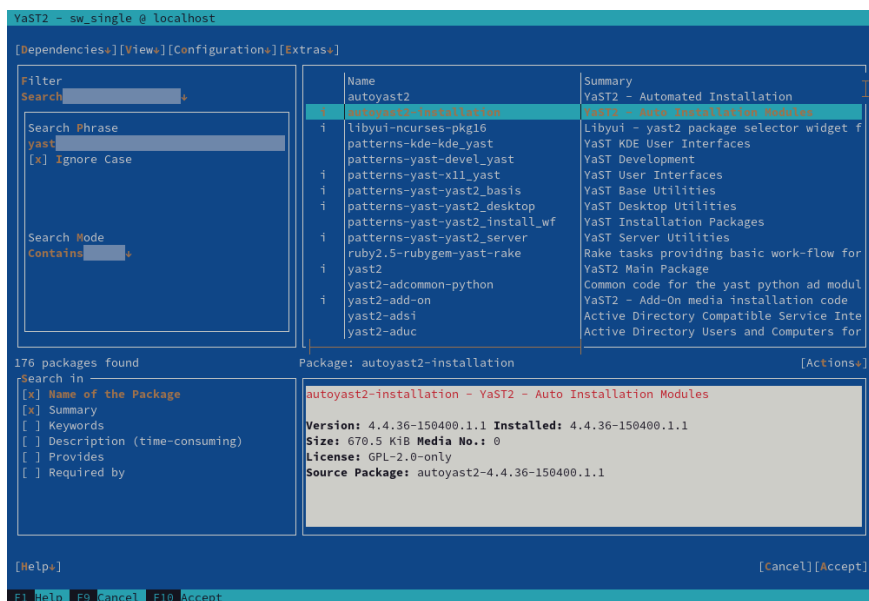 YaST2 - sw_single @ localhost
[Dependencies↓][View↓][Configuration↓][Extras↓]
Filter
Search ↓
Search Phrase
yast
[x] Ignore Case
Search Mode
Contains ↓
Name Summary
autoyast2 YaST2 - Automated Installation
i autoyast2-installation YaST2 - Auto Installation Modules
i libyui-ncurses-pkg16 Libyui - yast2 package selector widget f
patterns-kde-kde_yast YaST KDE User Interfaces
patterns-yast-devel_yast YaST Development
i patterns-yast-x11_yast YaST User Interfaces
i patterns-yast-yast2_basis YaST Base Utilities
i patterns-yast-yast2_desktop YaST Desktop Utilities
patterns-yast-yast2_install_wf YaST Installation Packages
i patterns-yast-yast2_server YaST Server Utilities
ruby2.5-rubygem-yast-rake Rake tasks providing basic work-flow for
i yast2 YaST2 Main Package
yast2-adcommon-python Common code for the yast python ad modul
i yast2-add-on YaST2 - Add-On media installation code
yast2-adsi Active Directory Compatible Service Inte
yast2-aduc Active Directory Users and Computers for
176 packages found
Package: autoyast2-installation [Actions↓]
Search in
[x] Name of the Package
[x] Summary
[ ] Keywords
[ ] Description (time-consuming)
[ ] Provides
[ ] Required by
autoyast2-installation - YaST2 - Auto Installation Modules
Version: 4.4.36-150400.1.1 Installed: 4.4.36-150400.1.1
Size: 670.5 KiB Media No.: 0
License: GPL-2.0-only
Source Package: autoyast2-4.4.36-150400.1.1
[Help↓] [Cancel][Accept]
F1 Help F9 Cancel F10 Accept